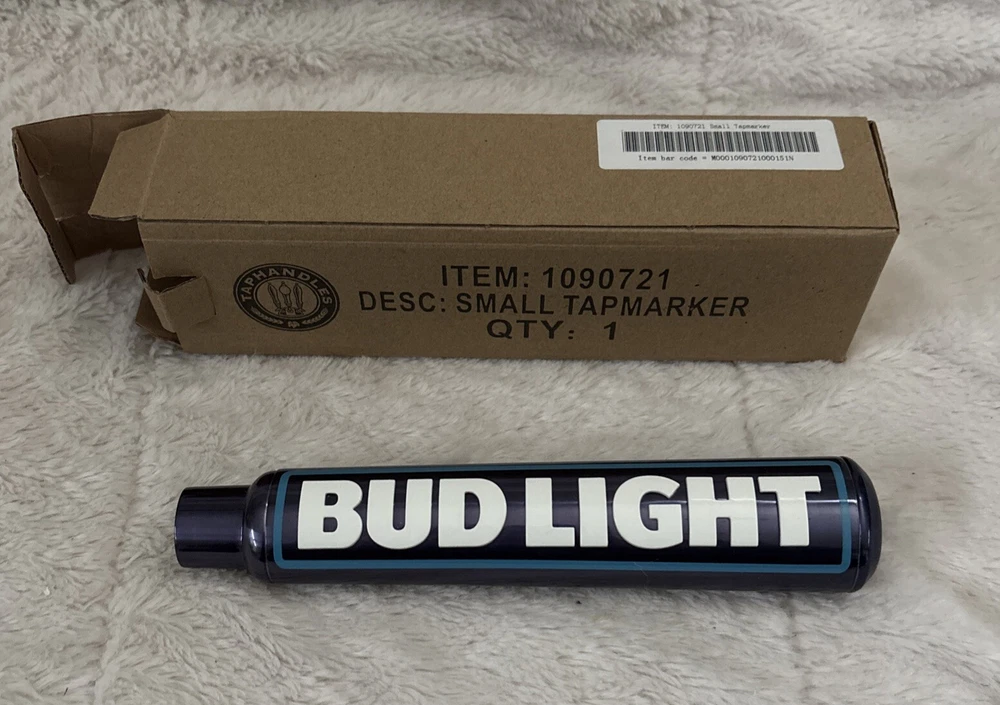 ITEM: 1090721 Small Tapmarker
Item bar code = M0001090721000151N
TAPHANDLES
ITEM: 1090721
DESC: SMALL TAPMARKER
QTY: 1
BUD LIGHT